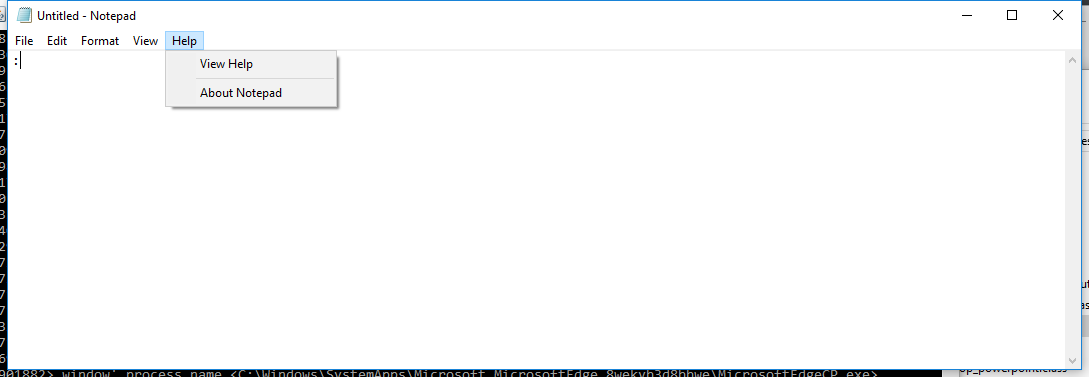 Untitled - Notepad
File Edit Format View Help
:
View Help
About Notepad
901882> window' process name <C:\Windows\SystemApps\Microsoft.MicrosoftEdge_8wekyb3d8bbwe\MicrosoftEdgeCP.exe>